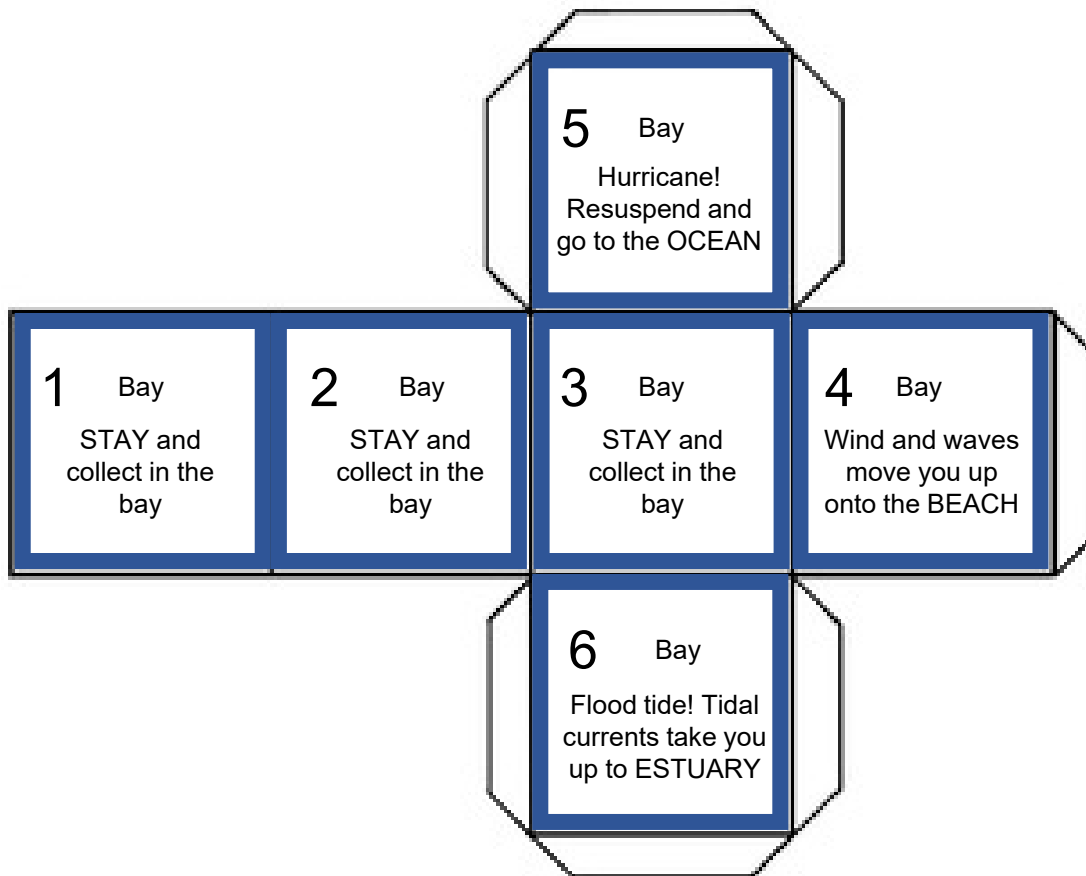 5 Bay
Hurricane!
Resuspend and
go to the OCEAN
1 Bay
STAY and
collect in the
bay
2 Bay
STAY and
collect in the
bay
3 Bay
STAY and
collect in the
bay
4 Bay
Wind and waves
move you up
onto the BEACH
6 Bay
Flood tide! Tidal
currents take you
up to ESTUARY